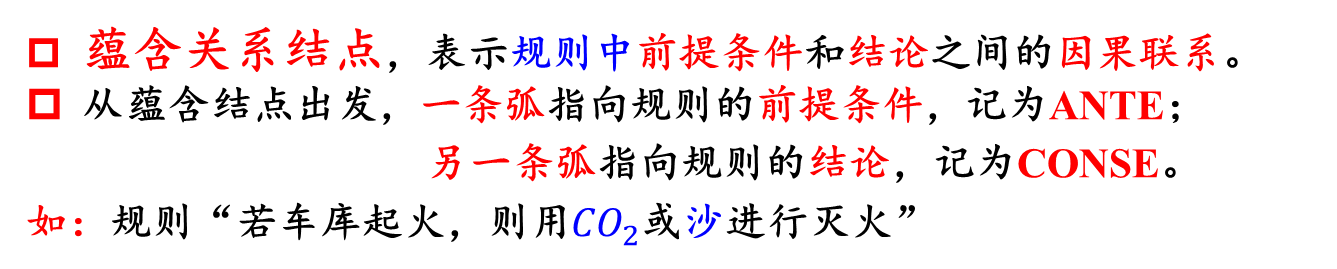 蕴含关系结点，表示规则中前提条件和结论之间的因果联系。
从蕴含结点出发，一条弧指向规则的前提条件，记为ANTE；
另一条弧指向规则的结论，记为CONSE。
如：规则“若车库起火，则用CO₂或沙进行灭火”